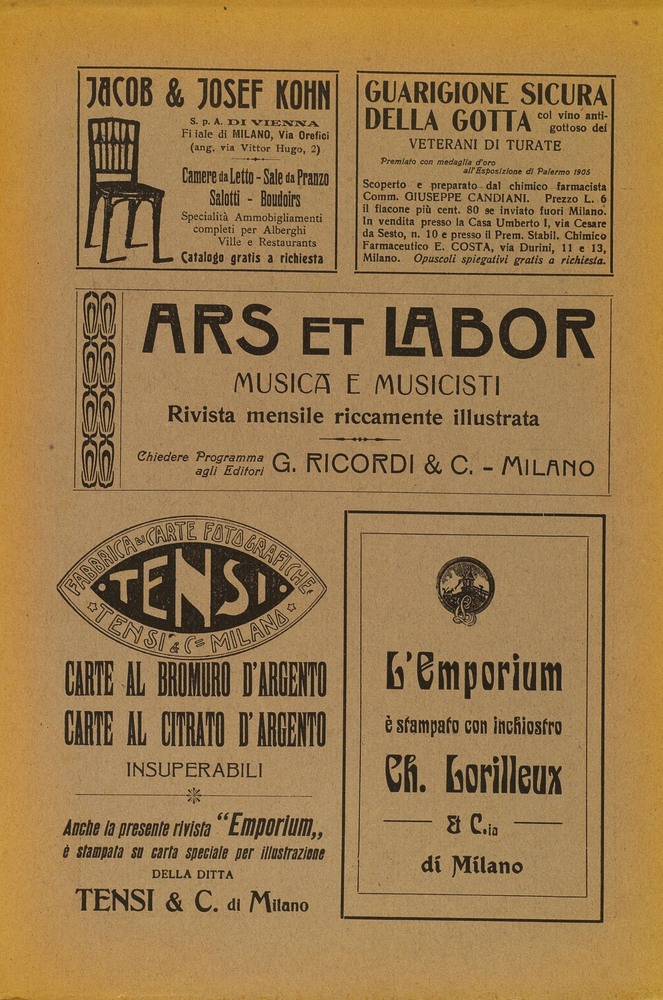 JACOB & JOSEF KOHN
S. p. A. DI VIENNA
Filiale di MILANO, Via Orefici
(ang. via Vittor Hugo, 2)
Camere da Letto - Sale da Pranzo
Salotti - Boudoirs
Specialità Ammobigliamenti
completi per Alberghi
Ville e Restaurants
Catalogo gratis a richiesta
GUARIGIONE SICURA
DELLA GOTTA col vino anti-
gottoso dei
VETERANI DI TURATE
Premiato con medaglia d'oro
all'Esposizione di Palermo 1905
Scoperto e preparato dal chimico farmacista
Comm. GIUSEPPE CANDIANI. Prezzo L. 6
il flacone più cent. 80 se inviato fuori Milano.
In vendita presso la Casa Umberto I, via Cesare
da Sesto, n. 10 e presso il Prem. Stabil. Chimico
Farmaceutico E. COSTA, via Durini, 11 e 13,
Milano. Opuscoli spiegativi gratis a richiesta.
ARS ET LABOR
MUSICA E MUSICISTI
Rivista mensile riccamente illustrata
Chiedere Programma
agli Editori G. RICORDI & C. - MILANO
FABBRICA di CARTE FOTOGRAFICHE
TENSI
TENSI & C.º MILANO
CARTE AL BROMURO D'ARGENTO
CARTE AL CITRATO D'ARGENTO
INSUPERABILI
Anche la presente rivista “Emporium„
è stampata su carta speciale per illustrazione
DELLA DITTA
TENSI & C. di Milano
L'Emporium
è stampato con inchiostro
Ch. Lorilleux
& C.ia
di Milano